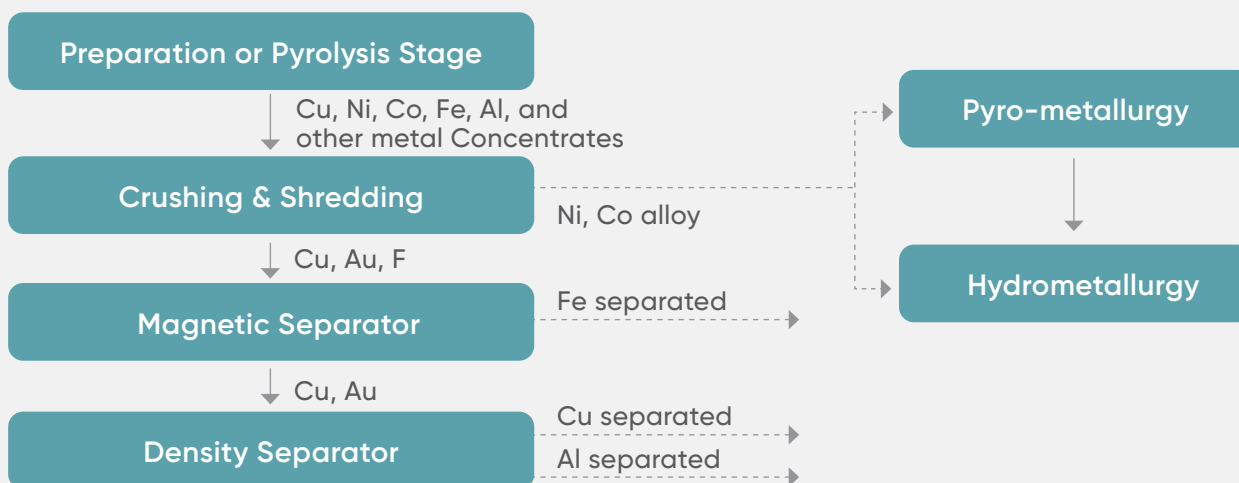 Preparation or Pyrolysis Stage
Cu, Ni, Co, Fe, Al, and
other metal Concentrates
Pyro-metallurgy
Crushing & Shredding
Ni, Co alloy
Cu, Au, F
Hydrometallurgy
Magnetic Separator
Fe separated
Cu, Au
Density Separator
Cu separated
Al separated